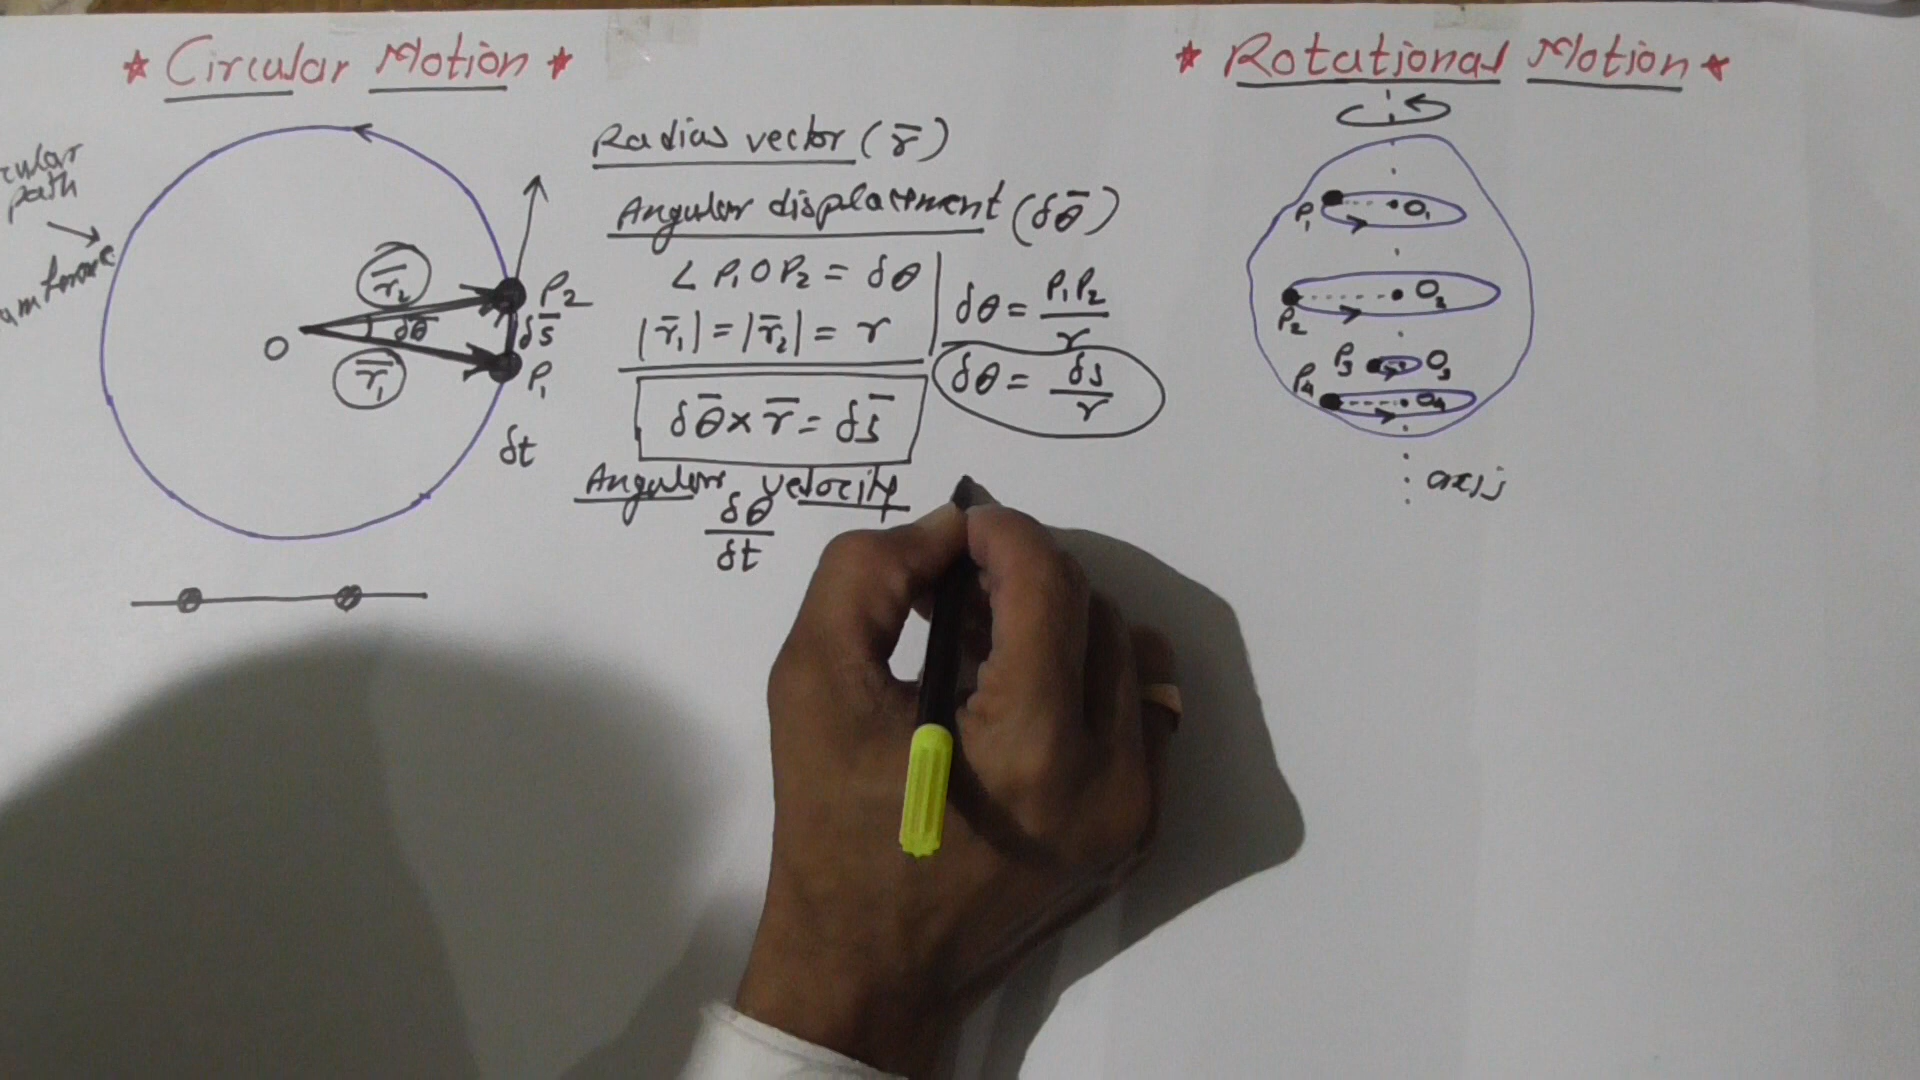 * Circular Motion *
cular
path
O
r̅₂
δθ̅
r̅₁
P₂
δs̅
P₁
δt
Radius vector (r̅)
Angular displacement (δθ̅)
∠ P₁OP₂ = δθ
|r̅₁| = |r̅₂| = r
δθ̅ × r̅ = δs̅
δθ = P₁P₂ / r
δθ = δs / r
Angular velocity
δθ / δt
* Rotational Motion *
P₁ O₁
P₂ O₂
P₃ O₃
P₄ O₄
axis